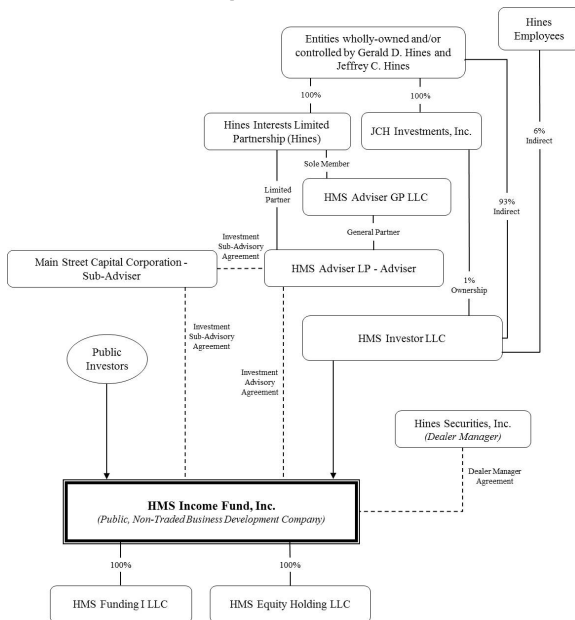 Hines
Employees
Entities wholly-owned and/or
controlled by Gerald D. Hines and
Jeffrey C. Hines
100%
100%
Hines Interests Limited
Partnership (Hines)
JCH Investments, Inc.
6%
Indirect
Sole Member
Limited
Partner
HMS Adviser GP LLC
93%
Indirect
General Partner
Investment
Sub-Advisory
Agreement
Main Street Capital Corporation -
Sub-Adviser
HMS Adviser LP - Adviser
1%
Ownership
Investment
Sub-Advisory
Agreement
HMS Investor LLC
Public
Investors
Investment
Advisory
Agreement
Hines Securities, Inc.
(Dealer Manager)
Dealer Manager
Agreement
HMS Income Fund, Inc.
(Public, Non-Traded Business Development Company)
100%
100%
HMS Funding I LLC
HMS Equity Holding LLC